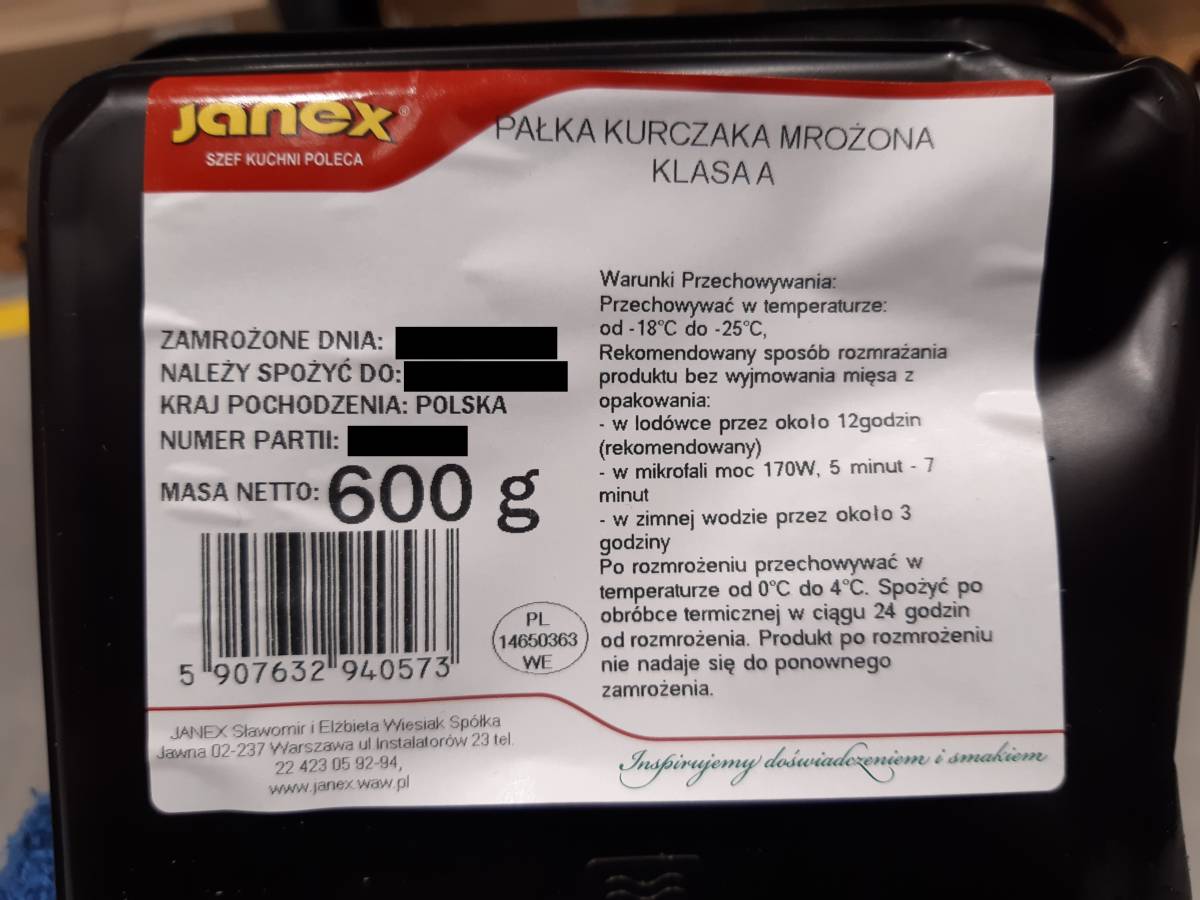 Janex®
SZEF KUCHNI POLECA
PAŁKA KURCZAKA MROŻONA
KLASA A
ZAMROŻONE DNIA:
NALEŻY SPOŻYĆ DO:
KRAJ POCHODZENIA: POLSKA
NUMER PARTII:
MASA NETTO: 600 g
5 907632 940573
PL
14650363
WE
Warunki Przechowywania:
Przechowywać w temperaturze:
od -18°C do -25°C,
Rekomendowany sposób rozmrażania
produktu bez wyjmowania mięsa z
opakowania:
- w lodówce przez około 12godzin
(rekomendowany)
- w mikrofali moc 170W, 5 minut - 7
minut
- w zimnej wodzie przez około 3
godziny
Po rozmrożeniu przechowywać w
temperaturze od 0°C do 4°C. Spożyć po
obróbce termicznej w ciągu 24 godzin
od rozmrożenia. Produkt po rozmrożeniu
nie nadaje się do ponownego
zamrożenia.
JANEX Sławomir i Elżbieta Wiesiak Spółka
Jawna 02-237 Warszawa ul.Instalatorów 23 tel.
22 423 05 92-94,
www.janex.waw.pl
Inspirujemy doświadczeniem i smakiem